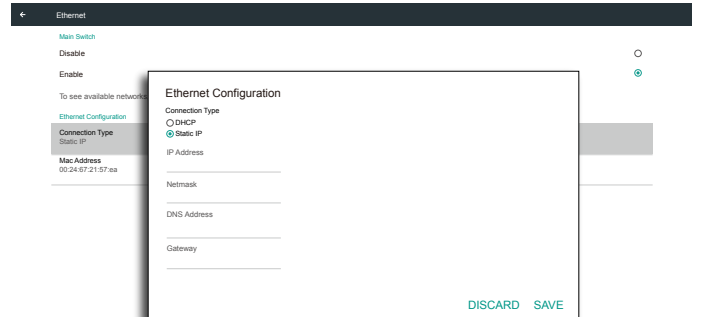 Ethernet
Main Switch
Disable
Enable
To see available networks
Ethernet Configuration
Connection Type
Static IP
Mac Address
00:24:67:21:57:ea
Ethernet Configuration
Connection Type
DHCP
Static IP
IP Address
Netmask
DNS Address
Gateway
DISCARD SAVE